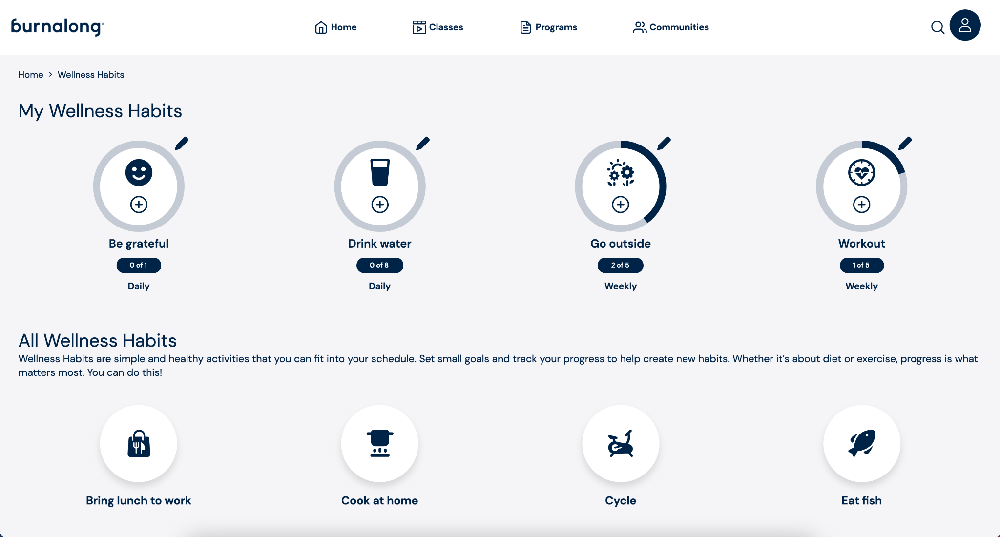 burnalong®
Home
Classes
Programs
Communities
Home > Wellness Habits
My Wellness Habits
Be grateful
0 of 1
Daily
Drink water
0 of 8
Daily
Go outside
2 of 5
Weekly
Workout
1 of 5
Weekly
All Wellness Habits
Wellness Habits are simple and healthy activities that you can fit into your schedule. Set small goals and track your progress to help create new habits. Whether it’s about diet or exercise, progress is what
matters most. You can do this!
Bring lunch to work
Cook at home
Cycle
Eat fish